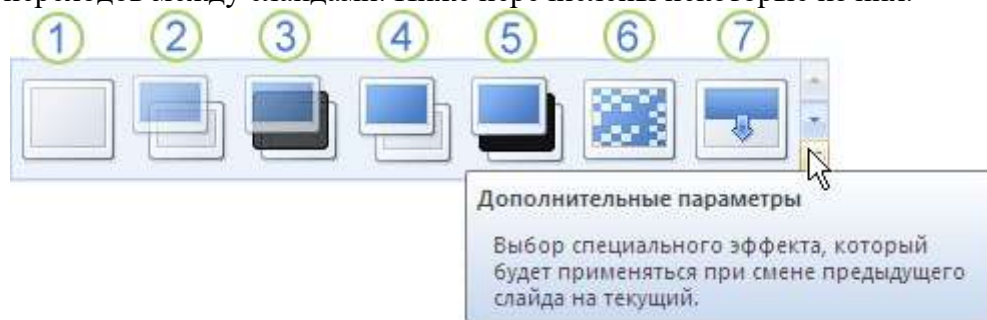 1 2 3 4 5 6 7
Дополнительные параметры
Выбор специального эффекта, который
будет применяться при смене предыдущего
слайда на текущий.